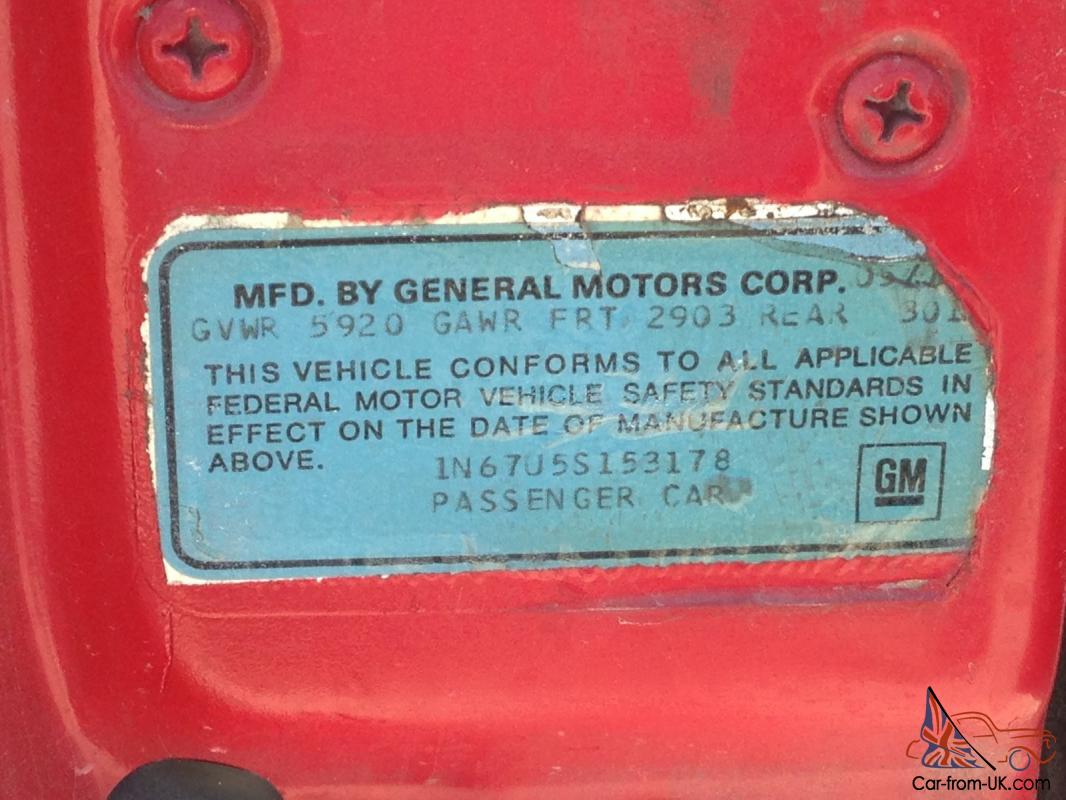 MFD. BY GENERAL MOTORS CORP.
GVWR 5920 GAWR FRT 2903 REAR
THIS VEHICLE CONFORMS TO ALL APPLICABLE
FEDERAL MOTOR VEHICLE SAFETY STANDARDS IN
EFFECT ON THE DATE OF MANUFACTURE SHOWN
ABOVE.
1N67U5S153178
PASSENGER CAR
GM
Car-from-UK.com